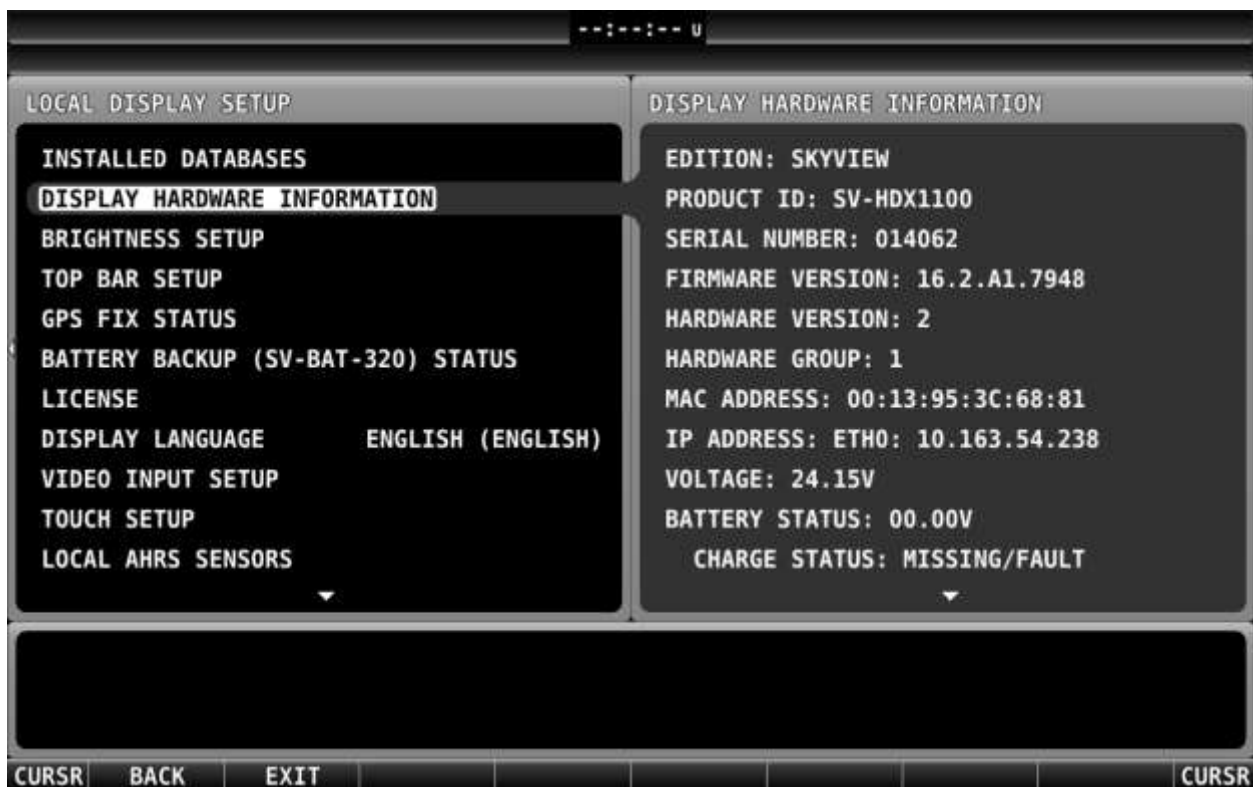 --:--:-- U
LOCAL DISPLAY SETUP
INSTALLED DATABASES
DISPLAY HARDWARE INFORMATION
BRIGHTNESS SETUP
TOP BAR SETUP
GPS FIX STATUS
BATTERY BACKUP (SV-BAT-320) STATUS
LICENSE
DISPLAY LANGUAGE ENGLISH (ENGLISH)
VIDEO INPUT SETUP
TOUCH SETUP
LOCAL AHRS SENSORS
DISPLAY HARDWARE INFORMATION
EDITION: SKYVIEW
PRODUCT ID: SV-HDX1100
SERIAL NUMBER: 014062
FIRMWARE VERSION: 16.2.A1.7948
HARDWARE VERSION: 2
HARDWARE GROUP: 1
MAC ADDRESS: 00:13:95:3C:68:81
IP ADDRESS: ETH0: 10.163.54.238
VOLTAGE: 24.15V
BATTERY STATUS: 00.00V
CHARGE STATUS: MISSING/FAULT
CURSR BACK EXIT CURSR